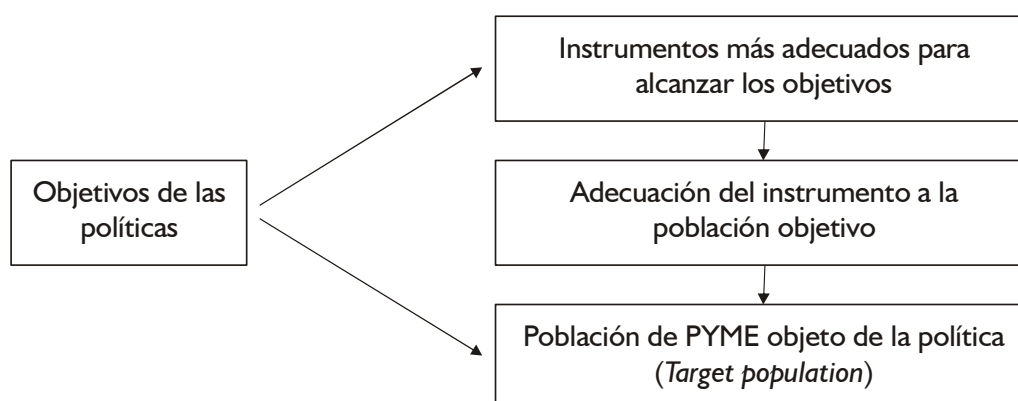 Instrumentos más adecuados para
alcanzar los objetivos
Objetivos de las
políticas
Adecuación del instrumento a la
población objetivo
Población de PYME objeto de la política
(Target population)